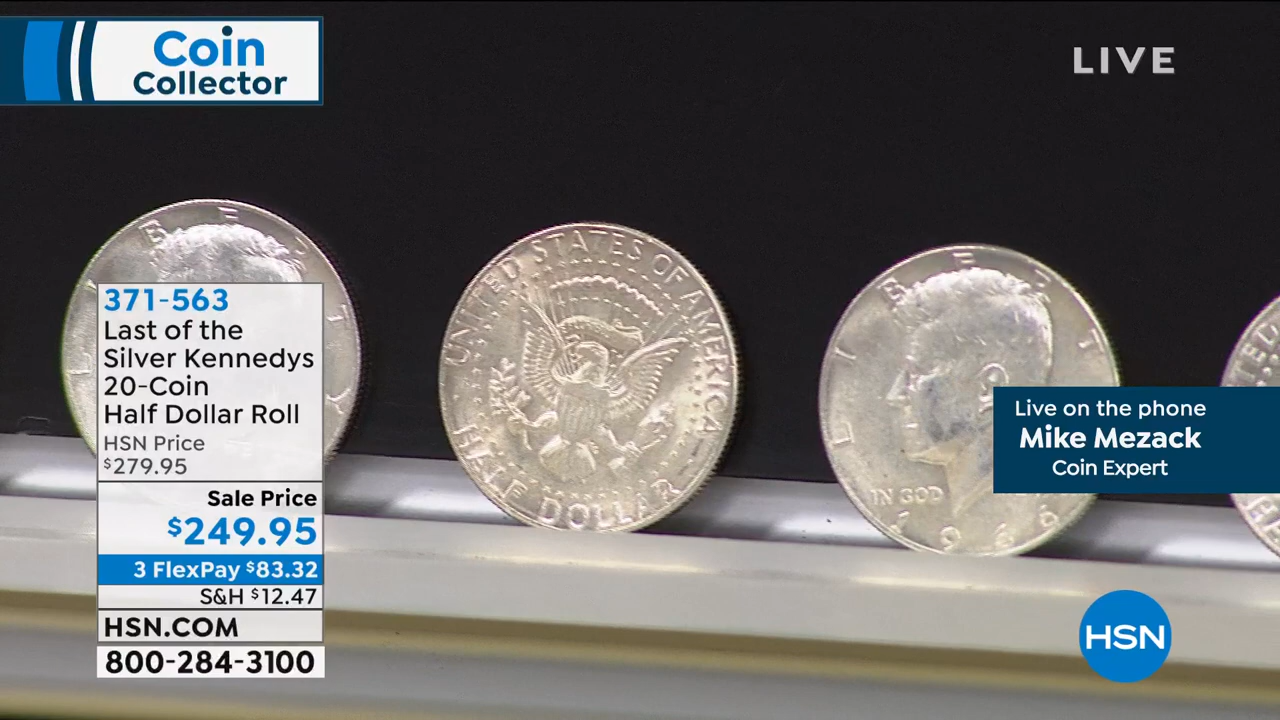 Coin
Collector
LIVE
371-563
Last of the
Silver Kennedys
20-Coin
Half Dollar Roll
HSN Price
$279.95
Sale Price
$249.95
3 FlexPay $83.32
S&H $12.47
HSN.COM
800-284-3100
UNITED STATES OF AMERICA
HALF DOLLAR
LIBERT
IN GOD
1966
Live on the phone
Mike Mezack
Coin Expert
HSN